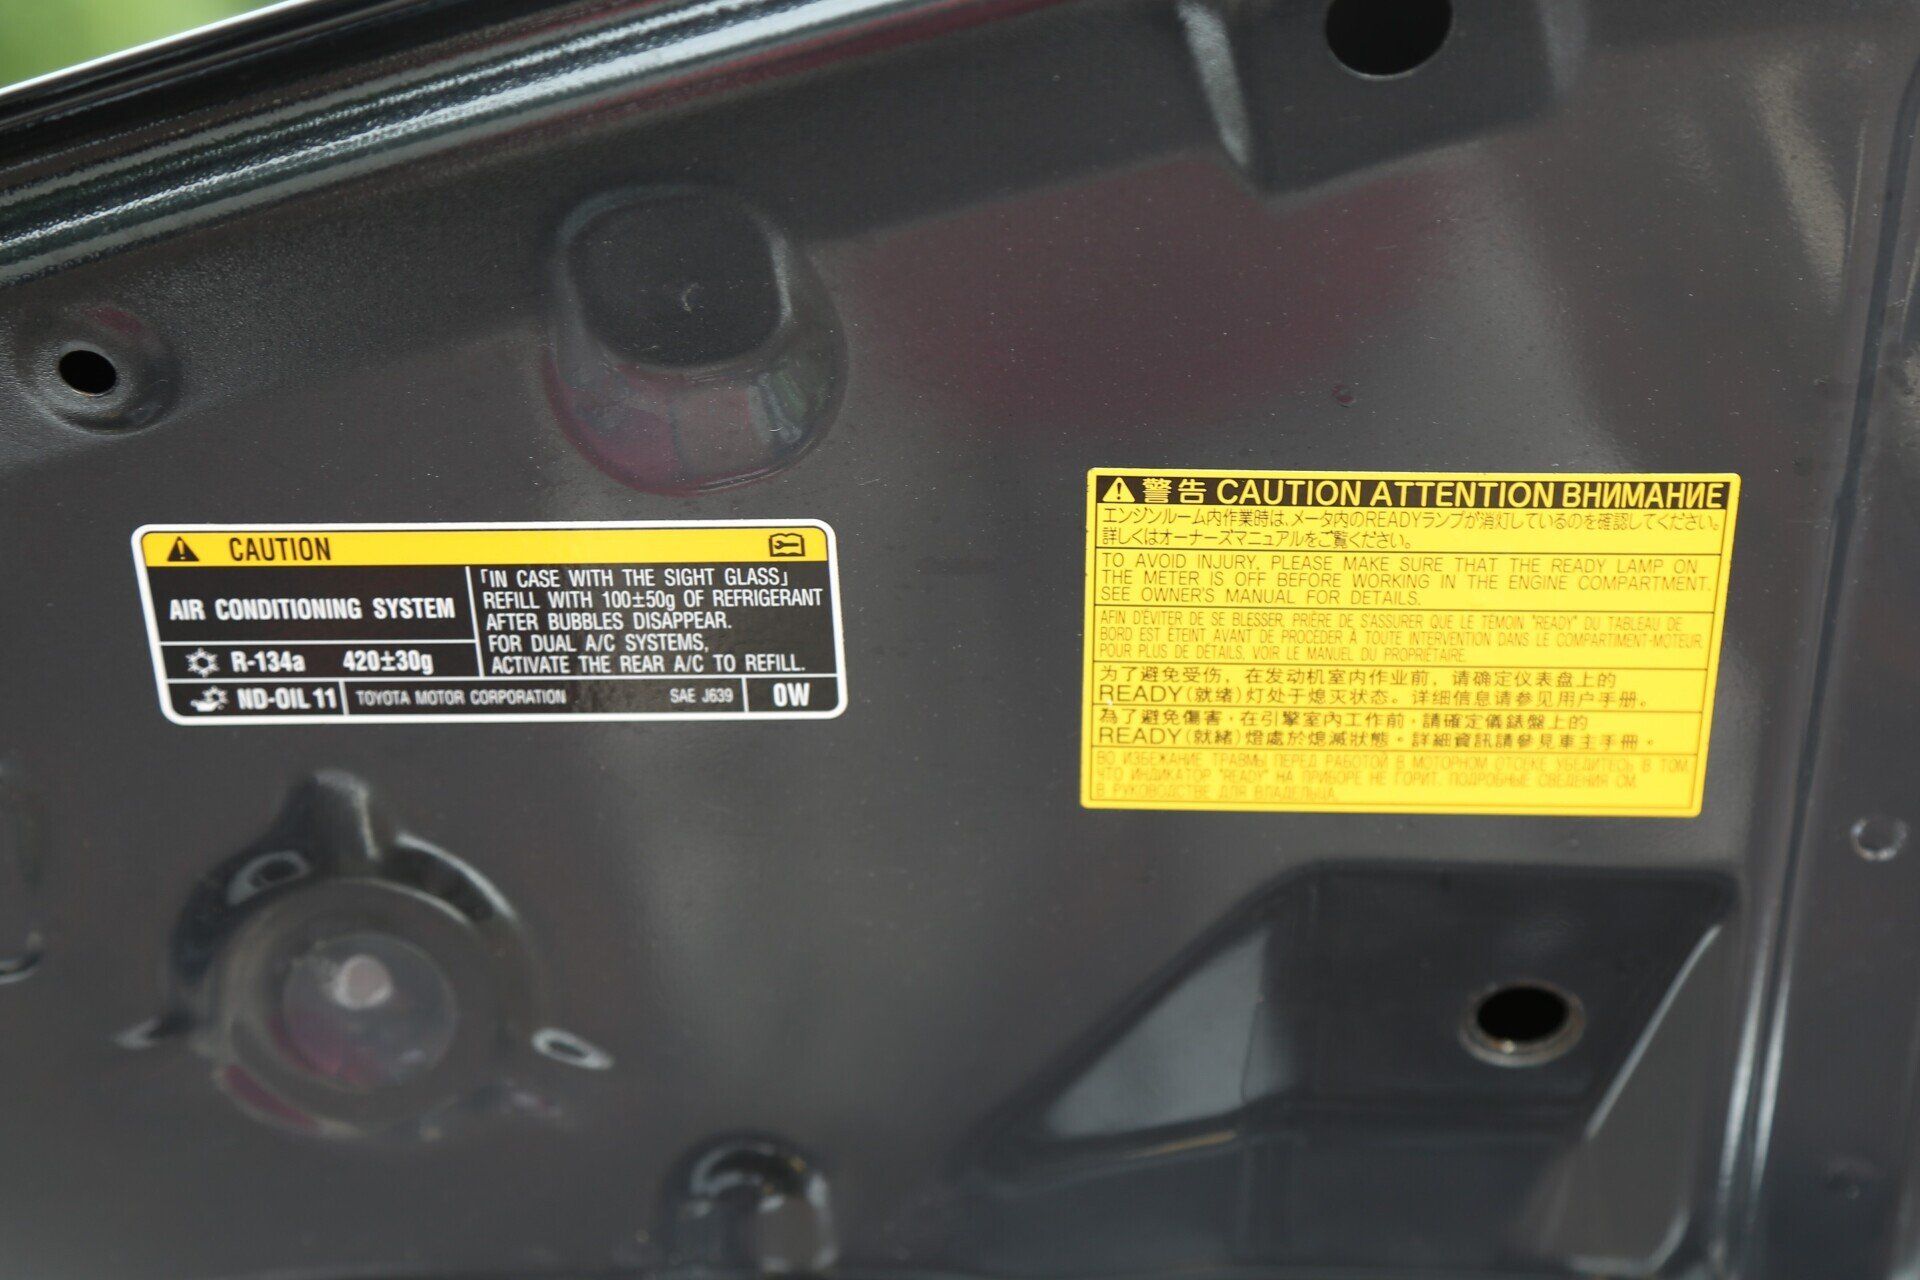 CAUTION
AIR CONDITIONING SYSTEM
R-134a 420±30g
「IN CASE WITH THE SIGHT GLASS」
REFILL WITH 100±50g OF REFRIGERANT
AFTER BUBBLES DISAPPEAR.
FOR DUAL A/C SYSTEMS,
ACTIVATE THE REAR A/C TO REFILL.
ND-OIL 11 TOYOTA MOTOR CORPORATION SAE J639 0W
警告 CAUTION ATTENTION ВНИМАНИЕ
エンジンルーム内作業時は、メータ内のREADYランプが消灯しているのを確認してください。
詳しくはオーナーズマニュアルをご覧ください。
TO AVOID INJURY, PLEASE MAKE SURE THAT THE READY LAMP ON
THE METER IS OFF BEFORE WORKING IN THE ENGINE COMPARTMENT.
SEE OWNER'S MANUAL FOR DETAILS.
AFIN D'ÉVITER DE SE BLESSER, PRIÈRE DE S'ASSURER QUE LE TÉMOIN "READY" DU TABLEAU DE
BORD EST ÉTEINT AVANT DE PROCÉDER À TOUTE INTERVENTION DANS LE COMPARTIMENT-MOTEUR.
POUR PLUS DE DÉTAILS, VOIR LE MANUEL DU PROPRIÉTAIRE.
为了避免受伤，在发动机室内作业前，请确定仪表盘上的
READY(就绪)灯处于熄灭状态。详细信息请参见用户手册。
為了避免傷害，在引擎室內工作前，請確定儀錶盤上的
READY(就緒)燈處於熄滅狀態。詳細資訊請參見車主手冊。
ВО ИЗБЕЖАНИЕ ТРАВМЫ ПЕРЕД РАБОТОЙ В МОТОРНОМ ОТСЕКЕ УБЕДИТЕСЬ В ТОМ,
ЧТО ИНДИКАТОР "READY" НА ПРИБОРЕ НЕ ГОРИТ. ПОДРОБНЫЕ СВЕДЕНИЯ СМ.
В РУКОВОДСТВЕ ДЛЯ ВЛАДЕЛЬЦА.